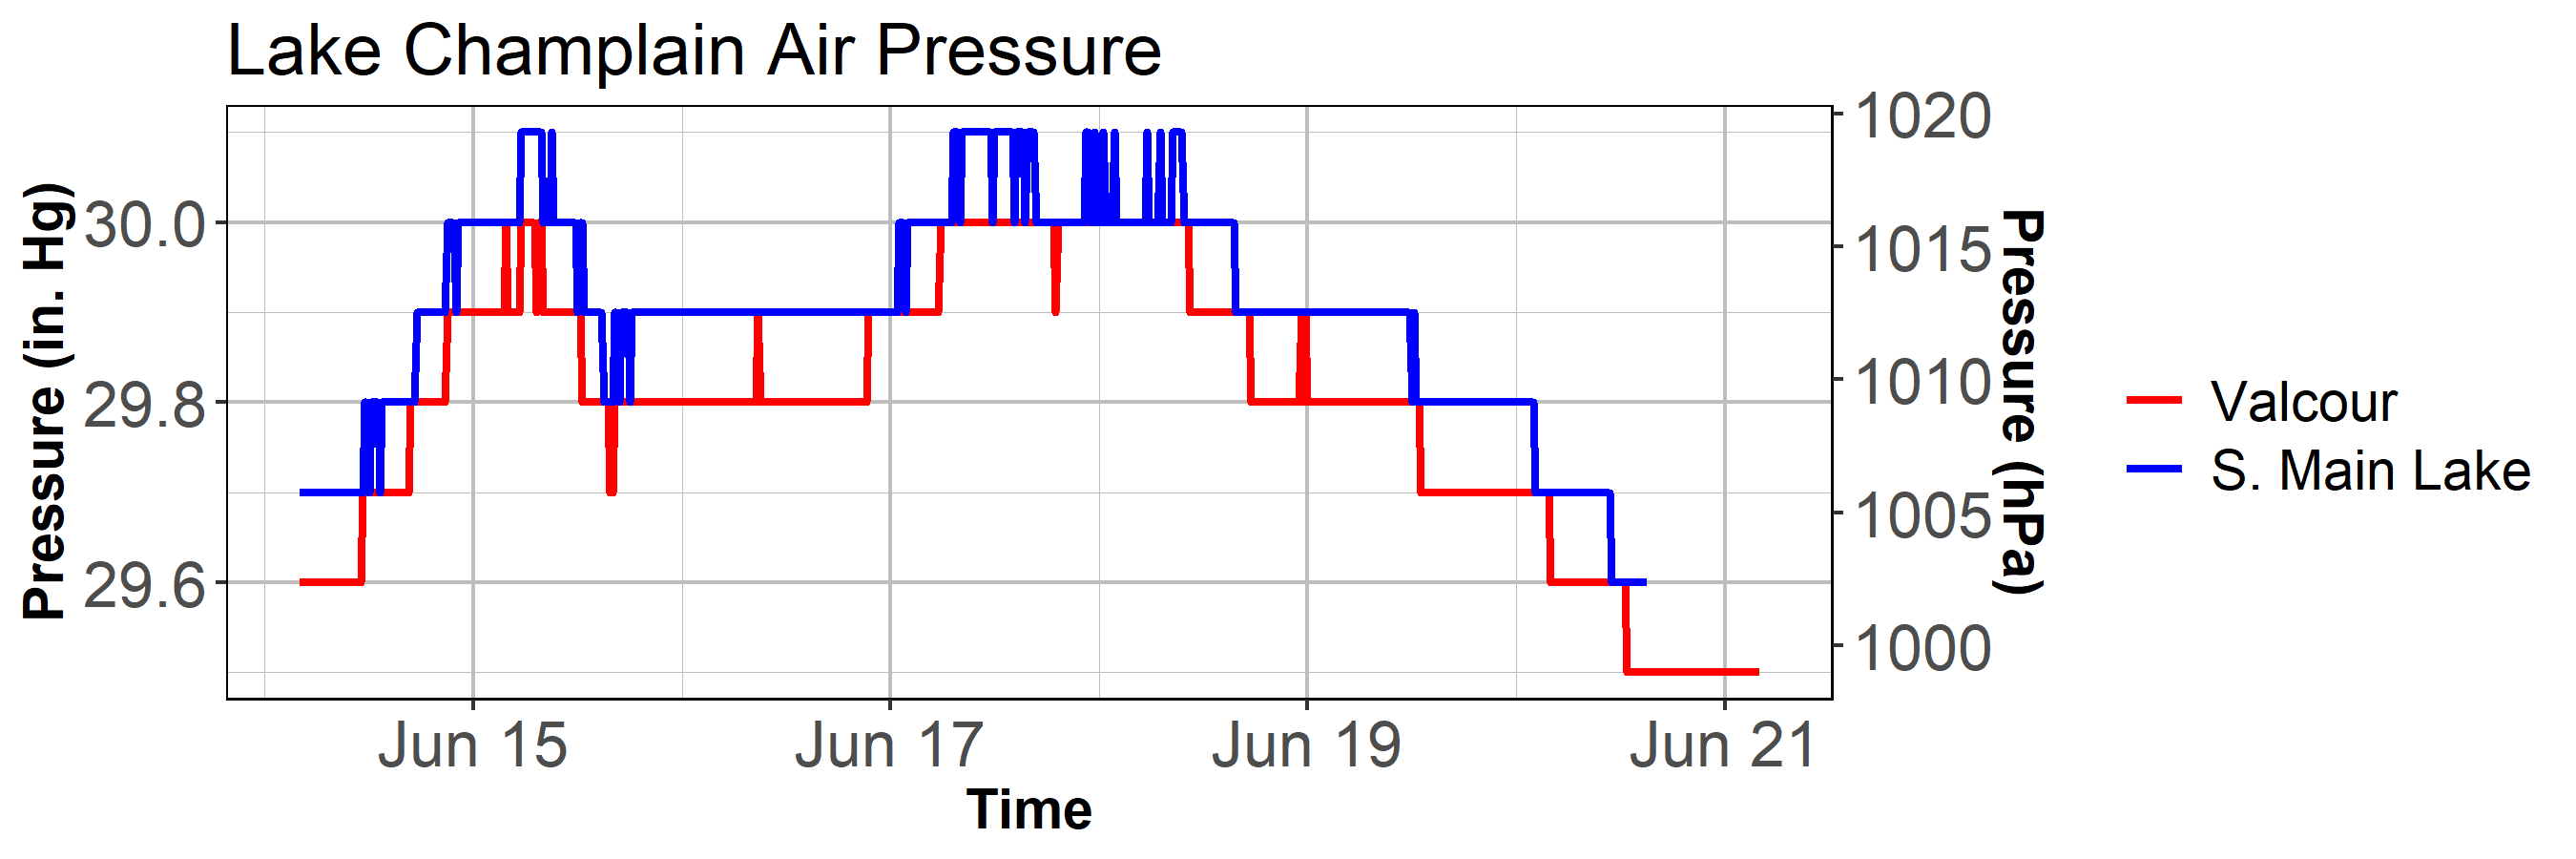 Lake Champlain Air Pressure
Pressure (in. Hg)
30.0
29.8
29.6
1020
1015
1010
1005
1000
Pressure (hPa)
Jun 15
Jun 17
Jun 19
Jun 21
Time
Valcour
S. Main Lake